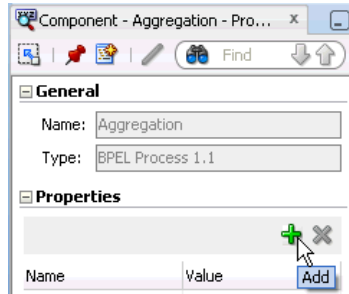 Component - Aggregation - Pro...
Find
General
Name: Aggregation
Type: BPEL Process 1.1
Properties
Name Value
Add